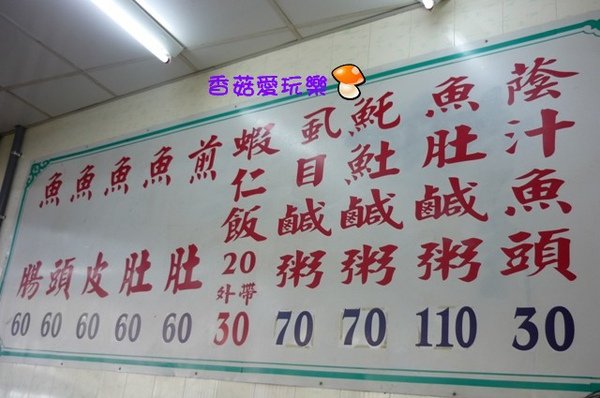 香菇愛玩樂
蔭汁魚頭 30
魚肚鹹粥 110
魠魠鹹粥 70
虱目鹹粥 70
蝦仁飯 20 外帶 30
煎肚 60
魚肚 60
魚皮 60
魚頭 60
魚腸 60